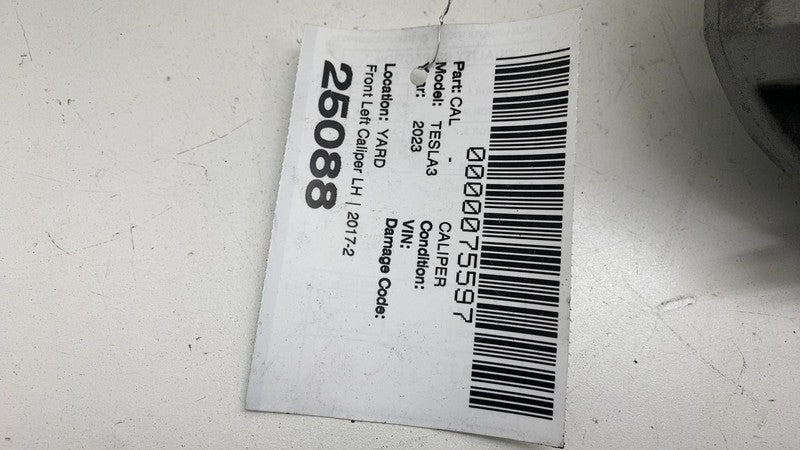 0000075597
Part: CAL - CALIPER
Model: TESLA3 Condition:
Year: 2023 VIN:
Location: YARD Damage Code:
Front Left Caliper LH | 2017-2
25088